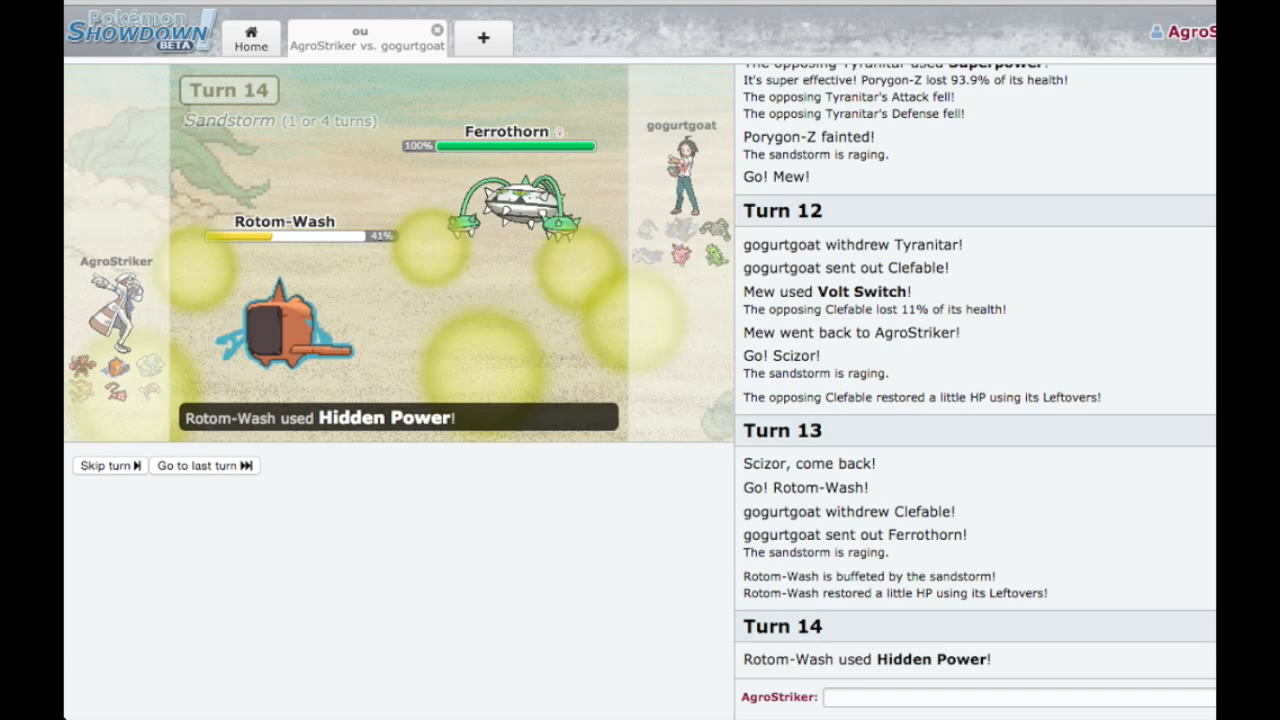 Pokémon
SHOWDOWN!
BETA
Home
ou
AgroStriker vs. gogurtgoat
+
AgroS
Turn 14
Sandstorm (1 or 4 turns)
Ferrothorn ♀
100%
gogurtgoat
Rotom-Wash
41%
AgroStriker
Rotom-Wash used Hidden Power!
Skip turn
Go to last turn
The opposing Tyranitar used Superpower!
It's super effective! Porygon-Z lost 93.9% of its health!
The opposing Tyranitar's Attack fell!
The opposing Tyranitar's Defense fell!
Porygon-Z fainted!
The sandstorm is raging.
Go! Mew!
Turn 12
gogurtgoat withdrew Tyranitar!
gogurtgoat sent out Clefable!
Mew used Volt Switch!
The opposing Clefable lost 11% of its health!
Mew went back to AgroStriker!
Go! Scizor!
The sandstorm is raging.
The opposing Clefable restored a little HP using its Leftovers!
Turn 13
Scizor, come back!
Go! Rotom-Wash!
gogurtgoat withdrew Clefable!
gogurtgoat sent out Ferrothorn!
The sandstorm is raging.
Rotom-Wash is buffeted by the sandstorm!
Rotom-Wash restored a little HP using its Leftovers!
Turn 14
Rotom-Wash used Hidden Power!
AgroStriker: